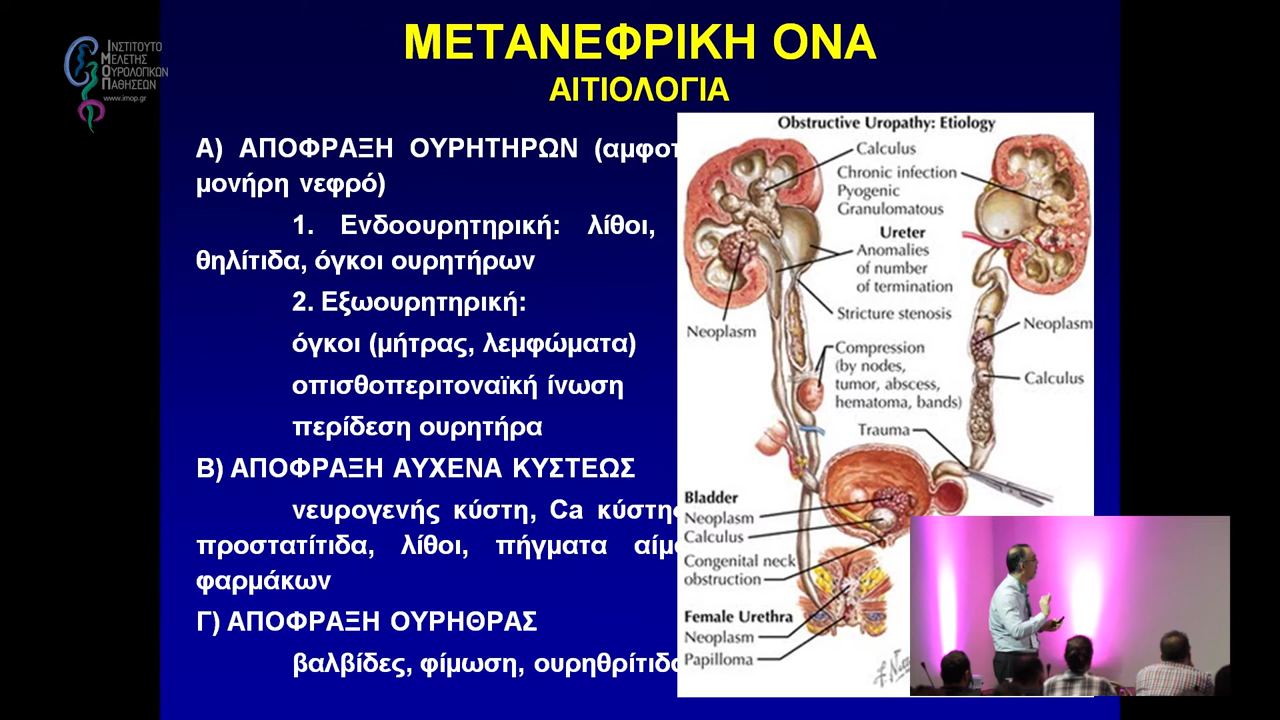 ΙΝΣΤΙΤΟΥΤΟ
ΜΕΛΕΤΗΣ
ΟΥΡΟΛΟΓΙΚΩΝ
ΠΑΘΗΣΕΩΝ
www.imop.gr
ΜΕΤΑΝΕΦΡΙΚΗ ΟΝΑ
ΑΙΤΙΟΛΟΓΙΑ
Α) ΑΠΟΦΡΑΞΗ ΟΥΡΗΤΗΡΩΝ (αμφοτ
μονήρη νεφρό)
1. Ενδοουρητηρική: λίθοι,
θηλίτιδα, όγκοι ουρητήρων
2. Εξωουρητηρική:
όγκοι (μήτρας, λεμφώματα)
οπισθοπεριτοναϊκή ίνωση
περίδεση ουρητήρα
Β) ΑΠΟΦΡΑΞΗ ΑΥΧΕΝΑ ΚΥΣΤΕΩΣ
νευρογενής κύστη, Ca κύστης
προστατίτιδα, λίθοι, πήγματα αίμ
φαρμάκων
Γ) ΑΠΟΦΡΑΞΗ ΟΥΡΗΘΡΑΣ
βαλβίδες, φίμωση, ουρηθρίτιδα
Obstructive Uropathy: Etiology
Calculus
Chronic infection
Pyogenic
Granulomatous
Ureter
Anomalies
of number
of termination
Stricture stenosis
Neoplasm
Neoplasm
Compression
(by nodes,
tumor, abscess,
hematoma, bands)
Calculus
Trauma
Bladder
Neoplasm
Calculus
Congenital neck
obstruction
Female Urethra
Neoplasm
Papilloma